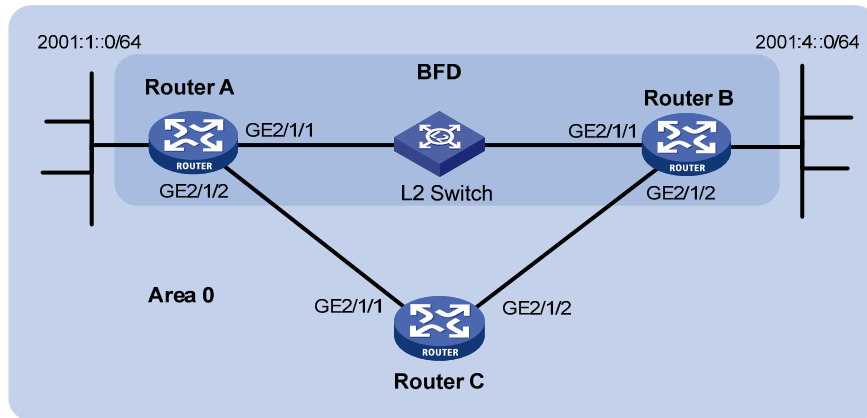 2001:1::0/64
2001:4::0/64
BFD
Router A
Router B
GE2/1/1
GE2/1/1
ROUTER
ROUTER
GE2/1/2
L2 Switch
GE2/1/2
Area 0
GE2/1/1
GE2/1/2
ROUTER
Router C